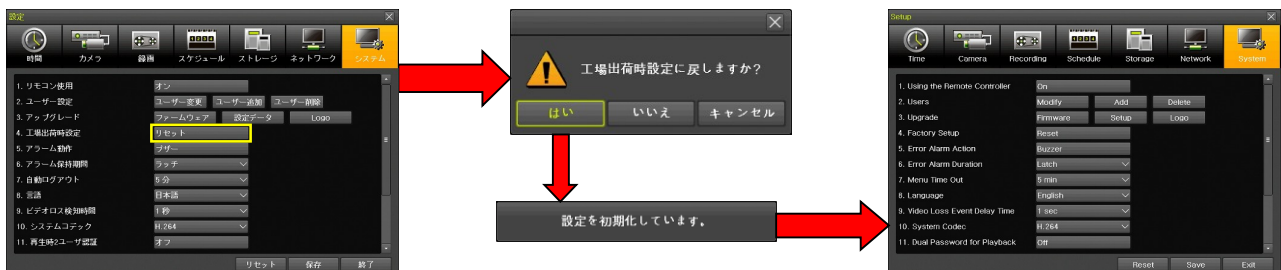 設定
時間 カメラ 録画 スケジュール ストレージ ネットワーク システム
1. リモコン使用 オン
2. ユーザー設定 ユーザー変更 ユーザー追加 ユーザー削除
3. アップグレード ファームウェア 設定データ Logo
4. 工場出荷時設定 リセット
5. アラーム動作 ブザー
6. アラーム保持期間 ラッチ
7. 自動ログアウト 5 分
8. 言語 日本語
9. ビデオロス検知時間 1 秒
10. システムコデック H.264
11. 再生時2ユーザ認証 オフ
リセット 保存 終了
工場出荷時設定に戻しますか?
はい いいえ キャンセル
設定を初期化しています。
Setup
Time Camera Recording Schedule Storage Network System
1. Using the Remote Controller On
2. Users Modify Add Delete
3. Upgrade Firmware Setup Logo
4. Factory Setup Reset
5. Error Alarm Action Buzzer
6. Error Alarm Duration Latch
7. Menu Time Out 5 min
8. Language English
9. Video Loss Event Delay Time 1 sec
10. System Codec H.264
11. Dual Password for Playback Off
Reset Save Exit